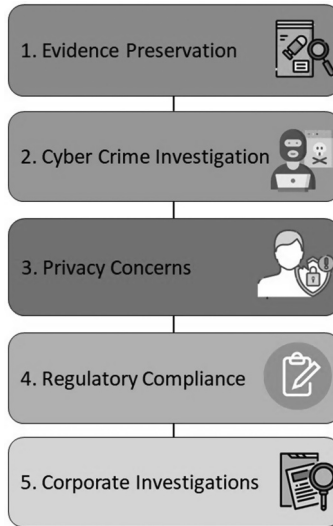 1. Evidence Preservation
2. Cyber Crime Investigation
3. Privacy Concerns
4. Regulatory Compliance
5. Corporate Investigations